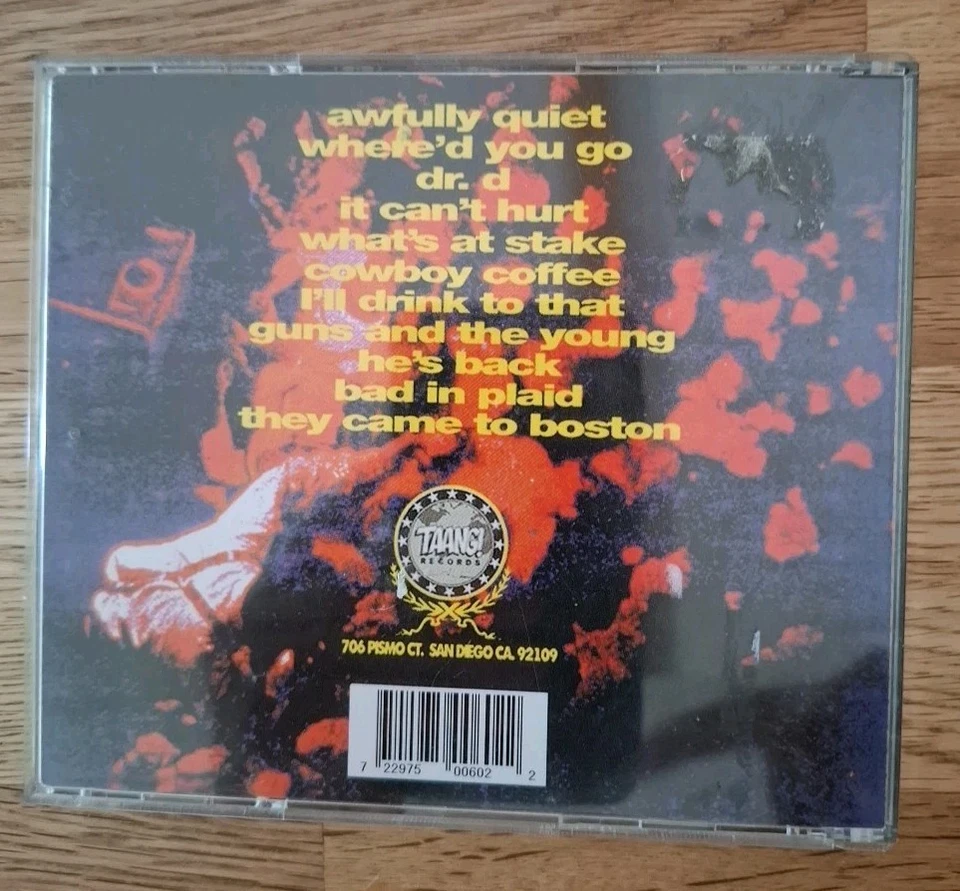 awfully quiet
where'd you go
dr. d
it can't hurt
what's at stake
cowboy coffee
I'll drink to that
guns and the young
he's back
bad in plaid
they came to boston
TAANG!
RECORDS
706 PISMO CT. SAN DIEGO CA. 92109
7 22975 00602 2